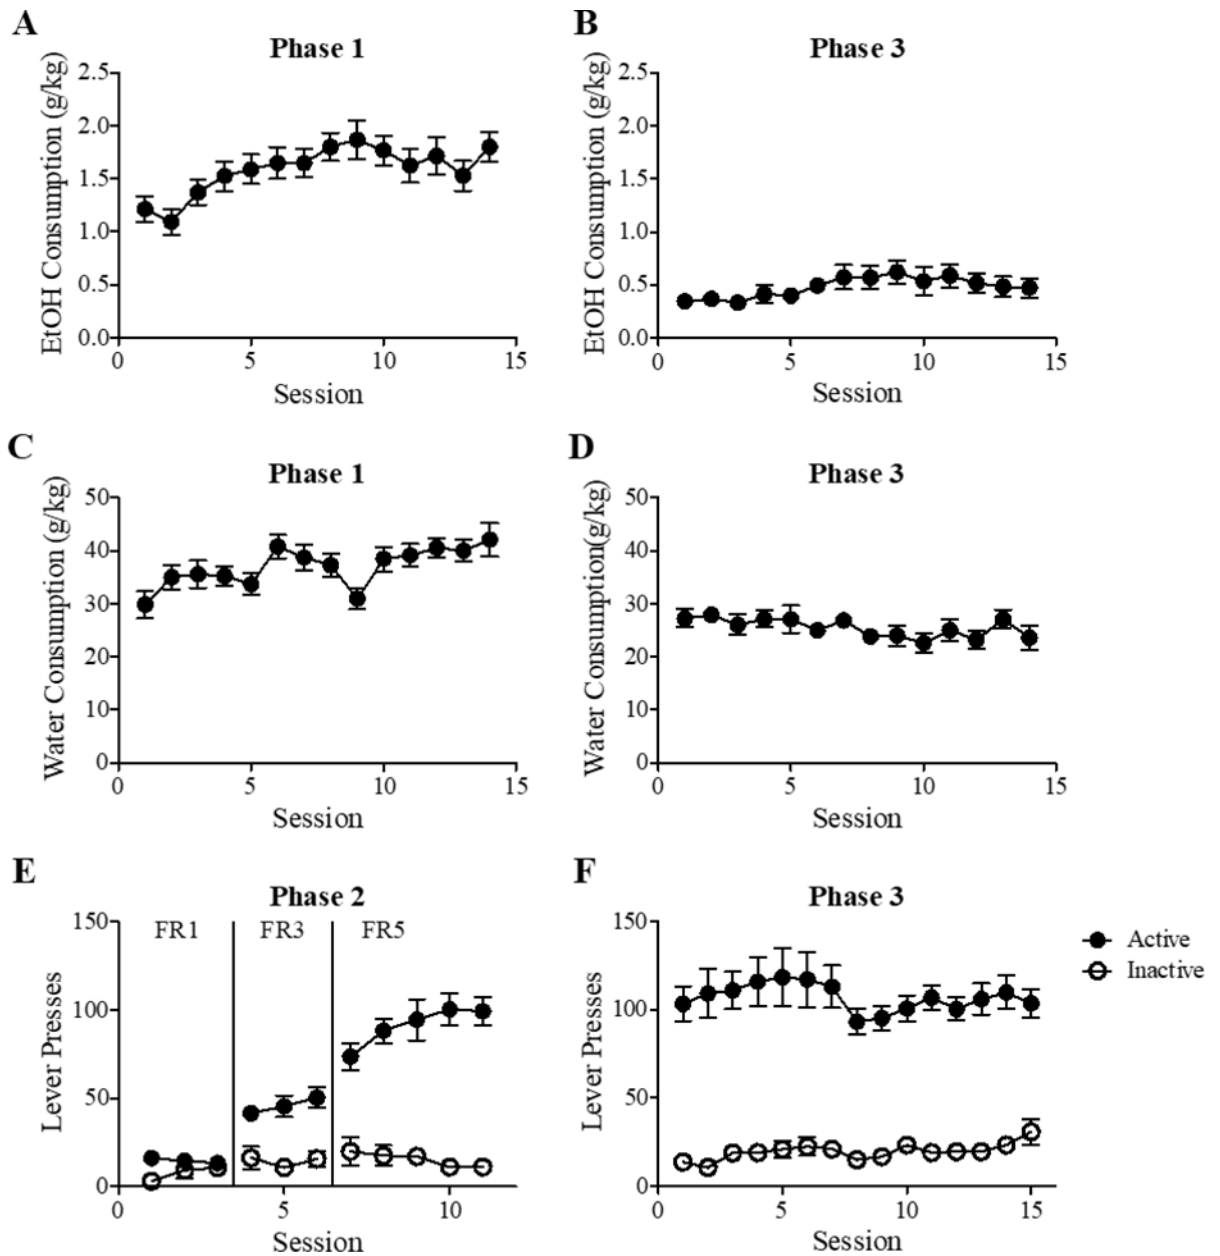 A
Phase 1
EtOH Consumption (g/kg)
2.5
2.0
1.5
1.0
0.5
0.0
0 5 10 15
Session
B
Phase 3
EtOH Consumption (g/kg)
2.5
2.0
1.5
1.0
0.5
0.0
0 5 10 15
Session
C
Phase 1
Water Consumption (g/kg)
50
40
30
20
10
0
0 5 10 15
Session
D
Phase 3
Water Consumption(g/kg)
50
40
30
20
10
0
0 5 10 15
Session
E
Phase 2
FR1 FR3 FR5
Lever Presses
150
100
50
0
0 5 10
Session
F
Phase 3
Lever Presses
150
100
50
0
0 5 10 15
Session
Active
Inactive